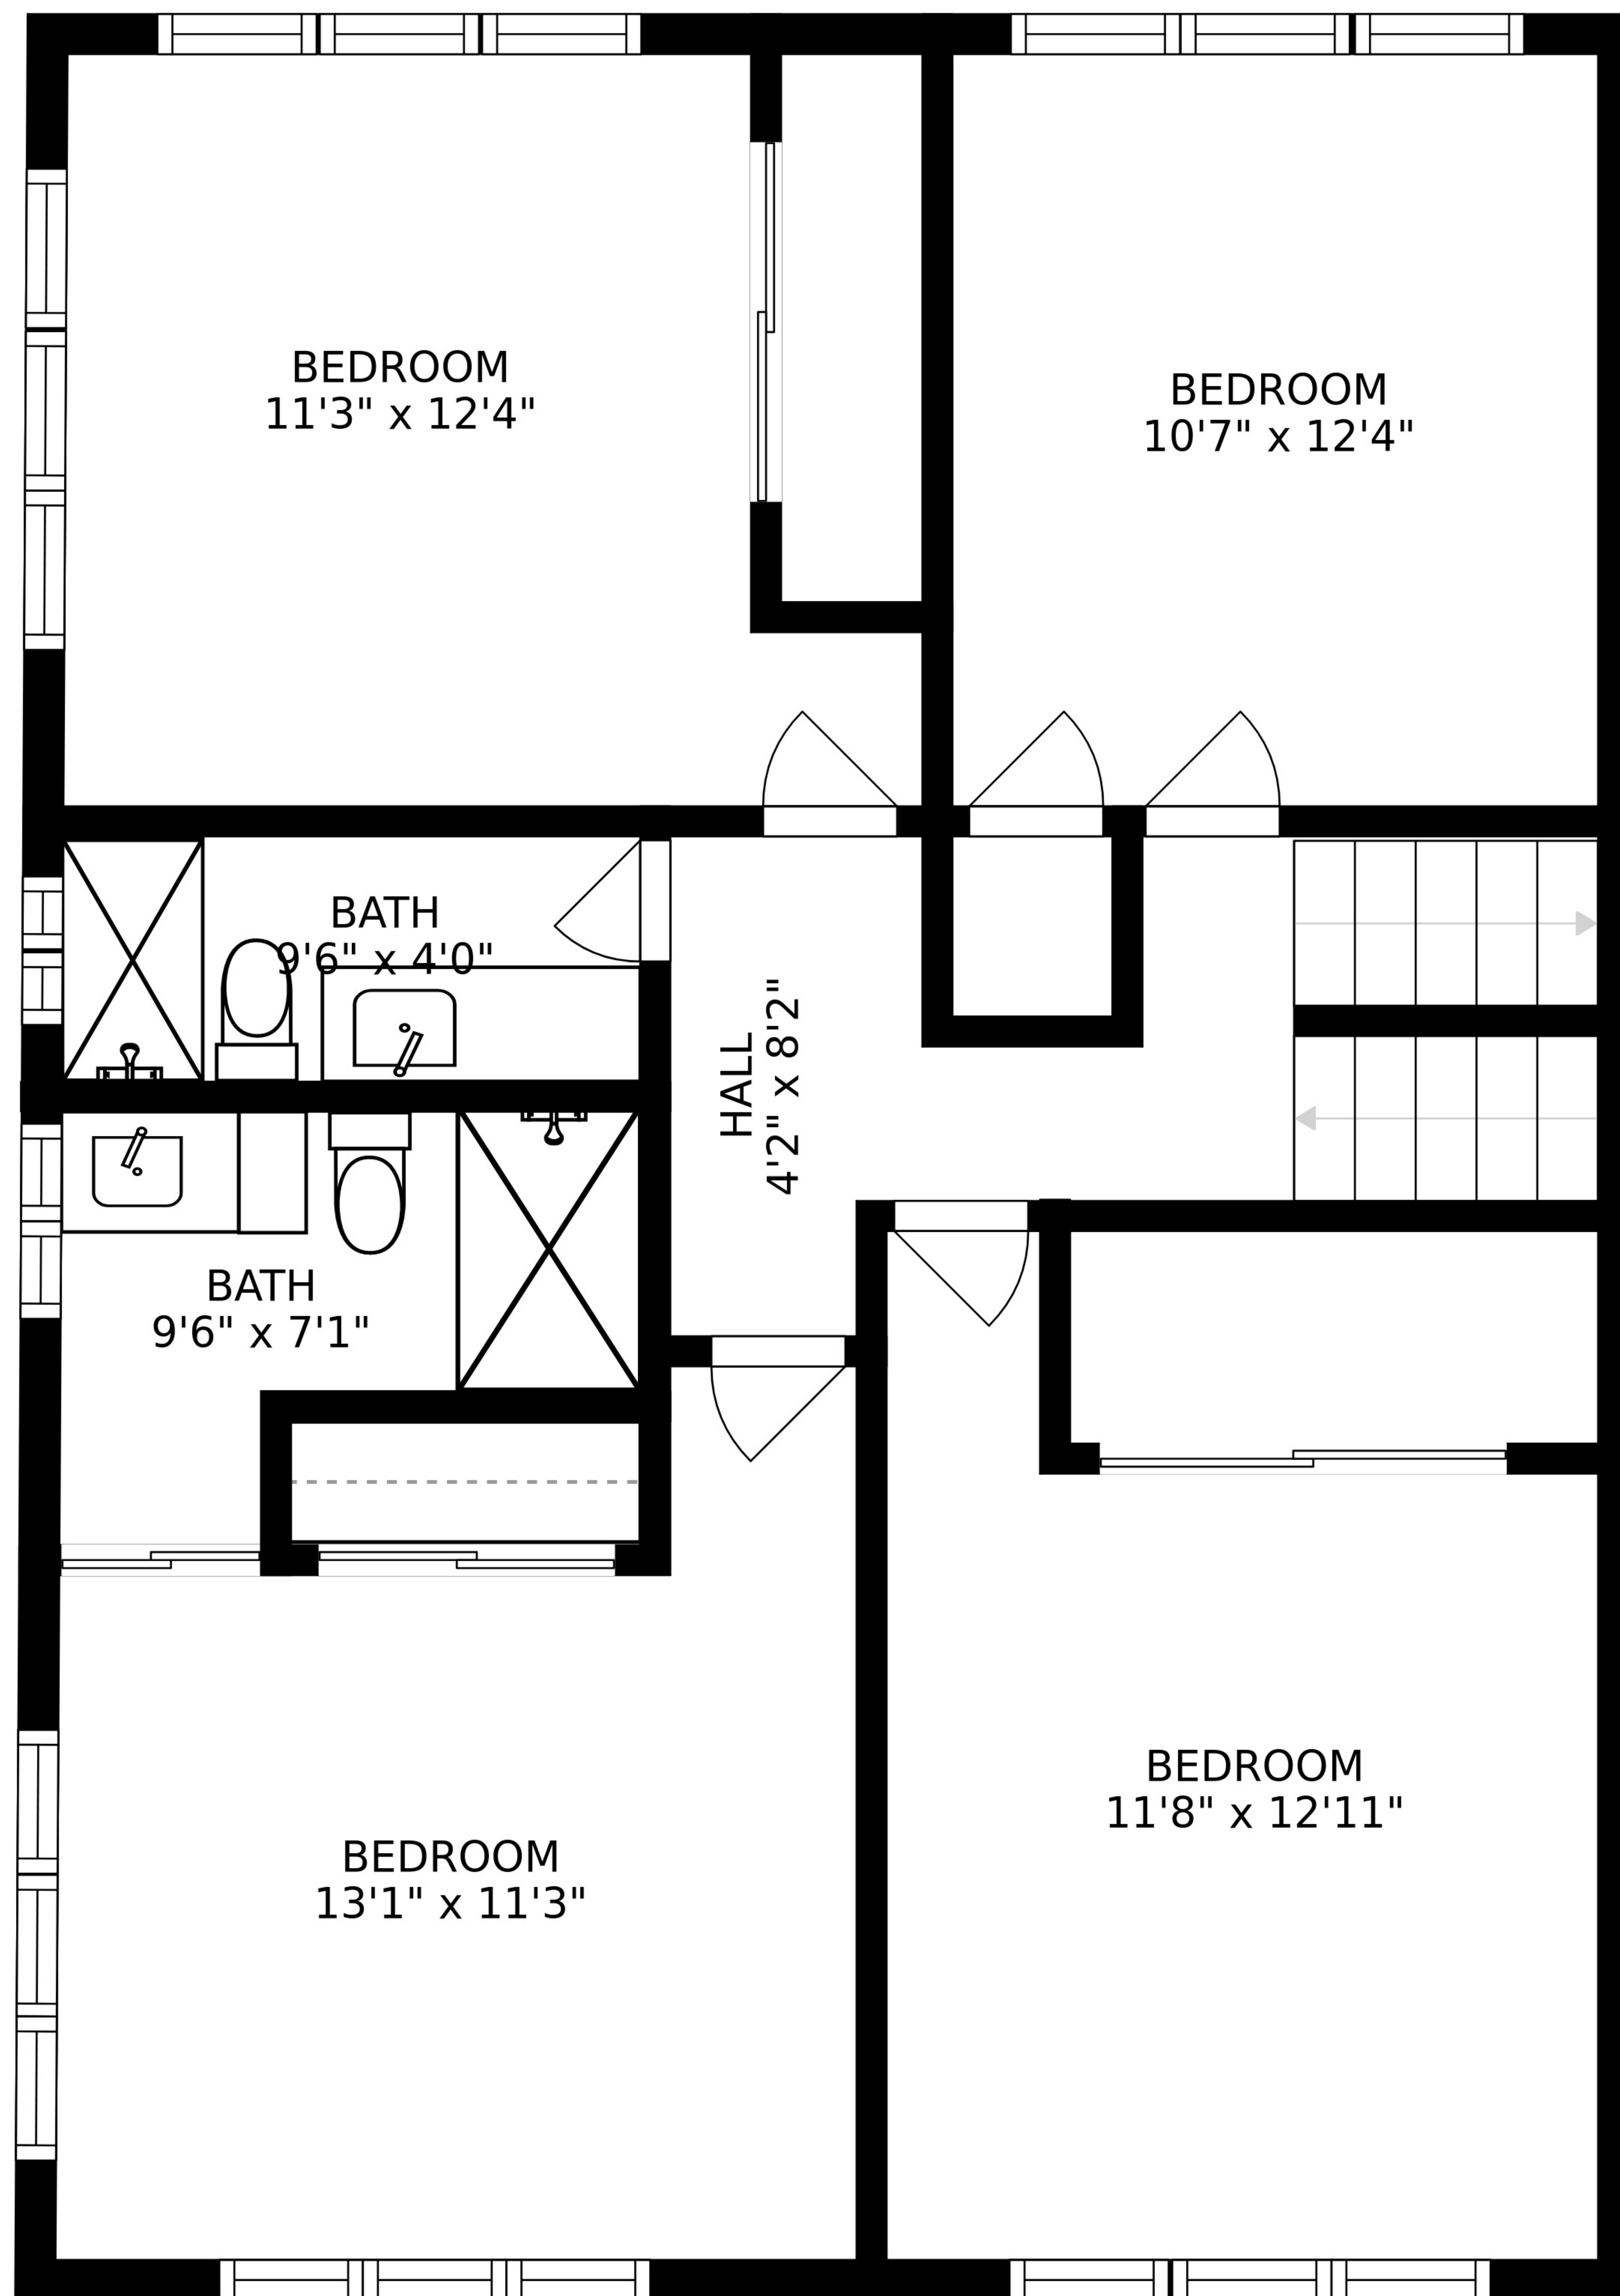 BEDROOM
11'3" x 12'4"
BEDROOM
10'7" x 12'4"
BATH
9'6" x 4'0"
HALL
4'2" x 8'2"
BATH
9'6" x 7'1"
BEDROOM
11'8" x 12'11"
BEDROOM
13'1" x 11'3"